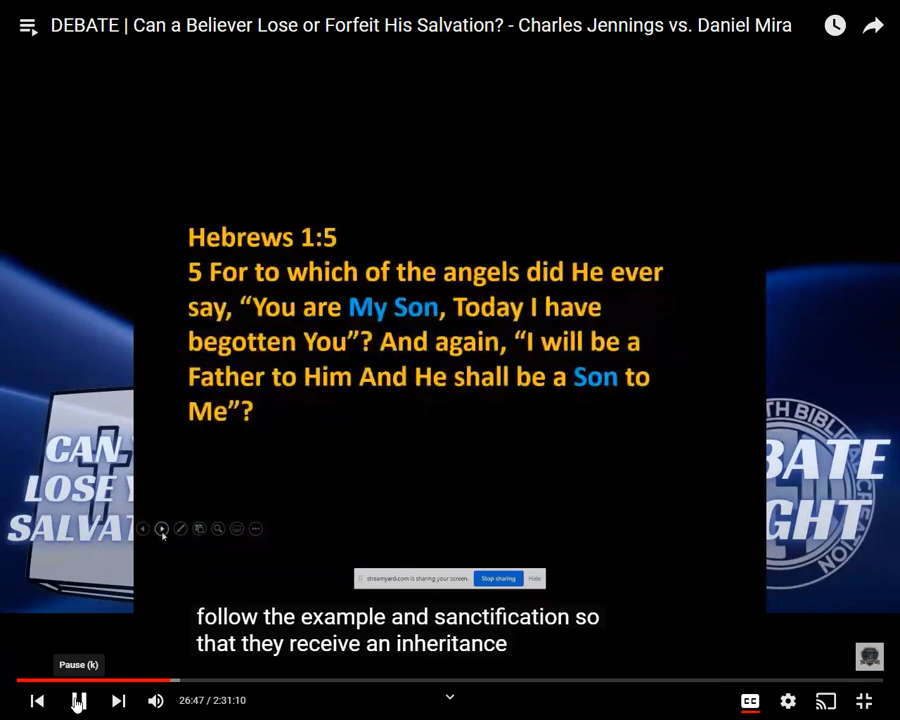 DEBATE | Can a Believer Lose or Forfeit His Salvation? - Charles Jennings vs. Daniel Mira
Hebrews 1:5
5 For to which of the angels did He ever
say, “You are My Son, Today I have
begotten You”? And again, “I will be a
Father to Him And He shall be a Son to
Me”?
CAN
LOSE
SALVAT
BATE
GHT
TH BIBLICAL
CREATION
streamyard.com is sharing your screen.
Stop sharing
Hide
follow the example and sanctification so
that they receive an inheritance
Pause (k)
26:47 / 2:31:10
CC